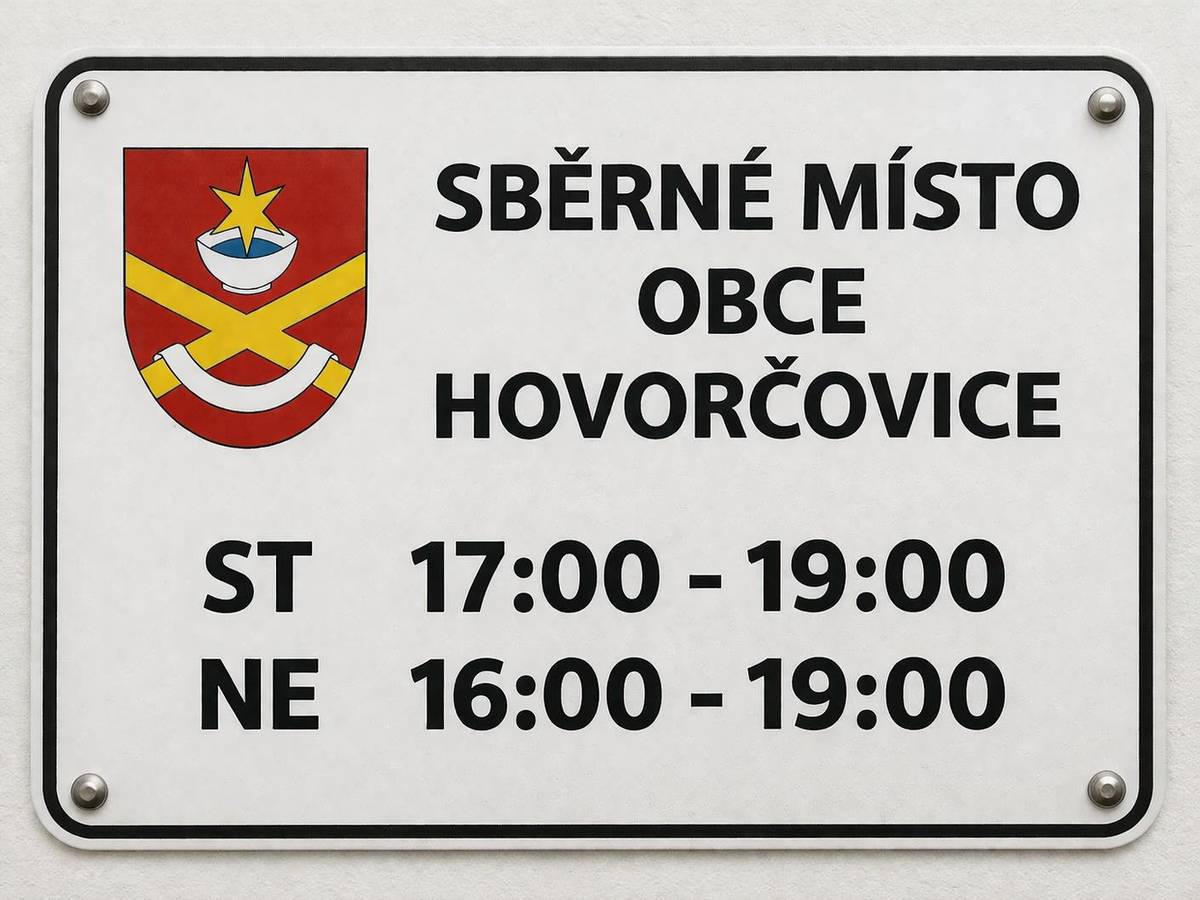 SBĚRNÉ MÍSTO
OBCE
HOVORČOVICE
ST 17:00 - 19:00
NE 16:00 - 19:00